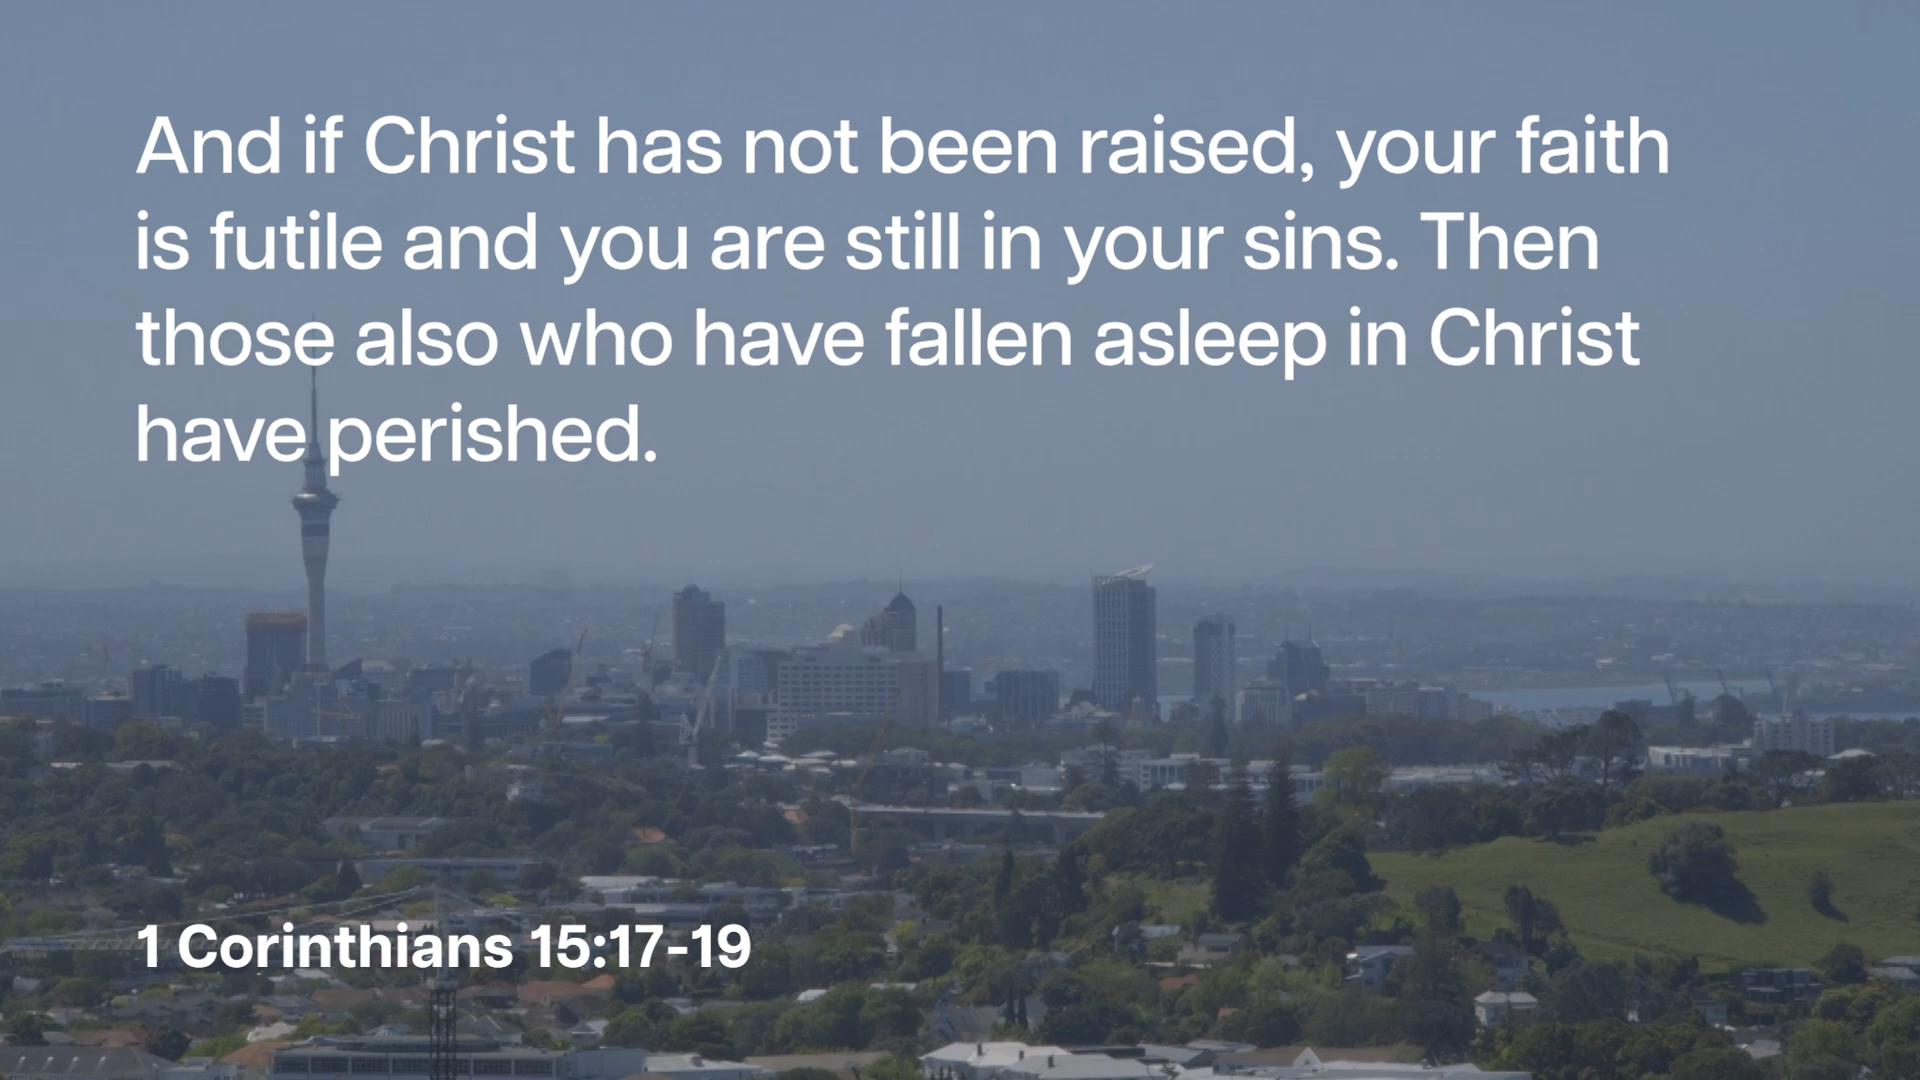 And if Christ has not been raised, your faith
is futile and you are still in your sins. Then
those also who have fallen asleep in Christ
have perished.
1 Corinthians 15:17-19